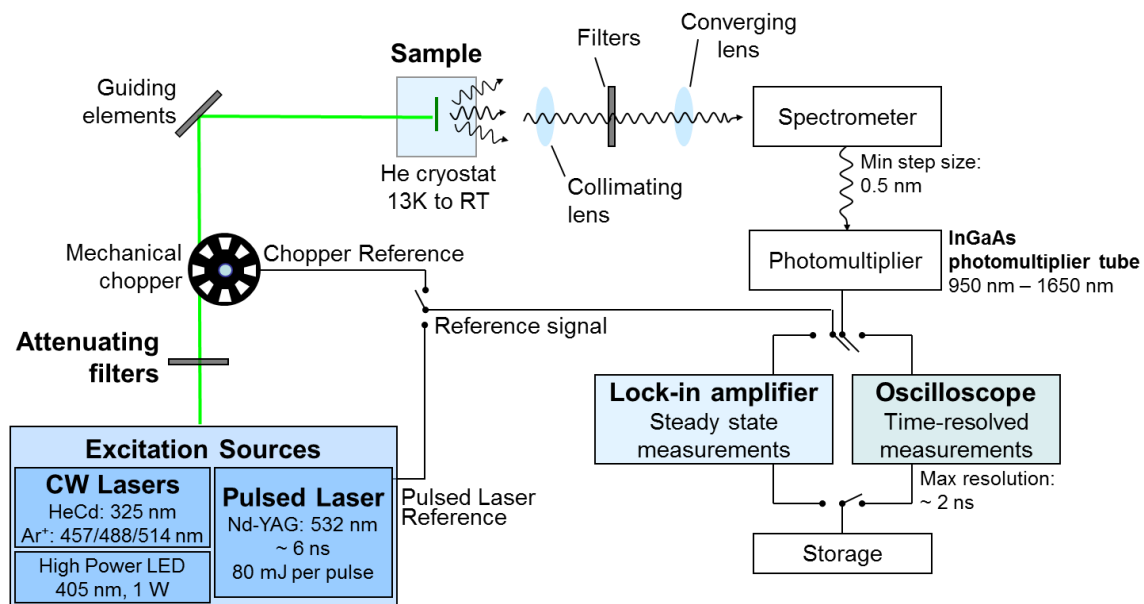 Converging
lens
Filters
Sample
Guiding
elements
Spectrometer
He cryostat
13K to RT
Collimating
lens
Min step size:
0.5 nm
Mechanical
chopper
Chopper Reference
Photomultiplier
InGaAs
photomultiplier tube
950 nm – 1650 nm
Reference signal
Attenuating
filters
Lock-in amplifier
Steady state
measurements
Oscilloscope
Time-resolved
measurements
Excitation Sources
CW Lasers
HeCd: 325 nm
Ar⁺: 457/488/514 nm
High Power LED
405 nm, 1 W
Pulsed Laser
Nd-YAG: 532 nm
~ 6 ns
80 mJ per pulse
Pulsed Laser
Reference
Max resolution:
~ 2 ns
Storage